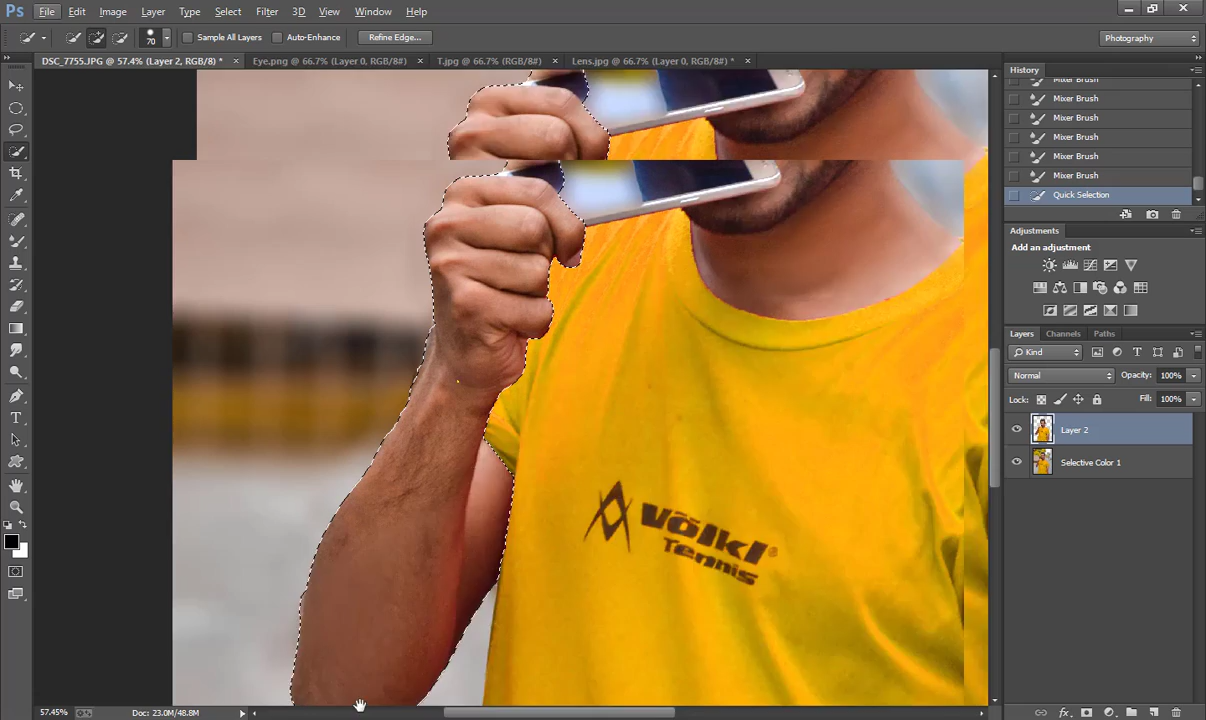 Ps File Edit Image Layer Type Select Filter 3D View Window Help
70 Sample All Layers Auto-Enhance Refine Edge... Photography
DSC_7755.JPG @ 57.4% (Layer 2, RGB/8) * Eye.png @ 66.7% (Layer 0, RGB/8#) T.jpg @ 66.7% (RGB/8#) Lens.jpg @ 66.7% (Layer 0, RGB/8#) *
History
Mixer Brush
Mixer Brush
Mixer Brush
Mixer Brush
Mixer Brush
Mixer Brush
Quick Selection
Adjustments
Add an adjustment
Layers Channels Paths
Kind
Normal Opacity: 100%
Lock: Fill: 100%
Layer 2
Selective Color 1
Völkl®
Tennis
57.45% Doc: 23.0M/48.8M